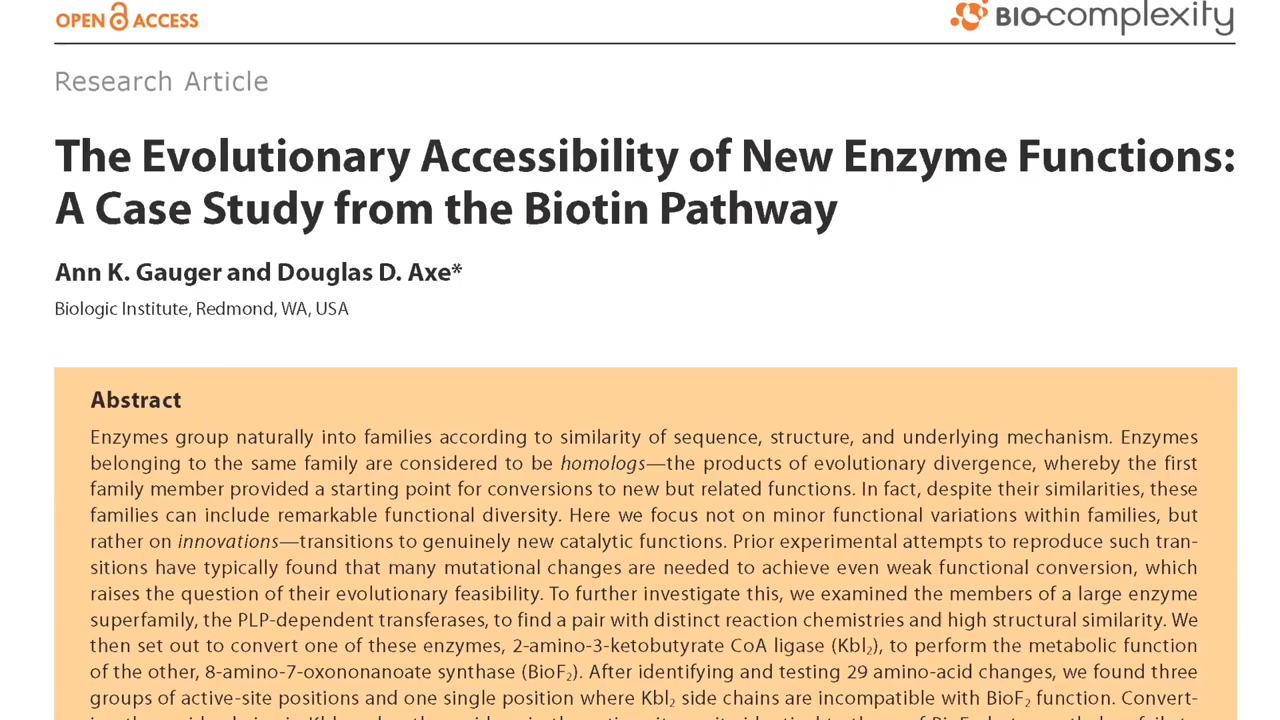 OPEN ACCESS
BIO-complexity
Research Article
The Evolutionary Accessibility of New Enzyme Functions:
A Case Study from the Biotin Pathway
Ann K. Gauger and Douglas D. Axe*
Biologic Institute, Redmond, WA, USA
Abstract
Enzymes group naturally into families according to similarity of sequence, structure, and underlying mechanism. Enzymes
belonging to the same family are considered to be homologs—the products of evolutionary divergence, whereby the first
family member provided a starting point for conversions to new but related functions. In fact, despite their similarities, these
families can include remarkable functional diversity. Here we focus not on minor functional variations within families, but
rather on innovations—transitions to genuinely new catalytic functions. Prior experimental attempts to reproduce such tran-
sitions have typically found that many mutational changes are needed to achieve even weak functional conversion, which
raises the question of their evolutionary feasibility. To further investigate this, we examined the members of a large enzyme
superfamily, the PLP-dependent transferases, to find a pair with distinct reaction chemistries and high structural similarity. We
then set out to convert one of these enzymes, 2-amino-3-ketobutyrate CoA ligase (Kbl₂), to perform the metabolic function
of the other, 8-amino-7-oxononanoate synthase (BioF₂). After identifying and testing 29 amino-acid changes, we found three
groups of active-site positions and one single position where Kbl₂ side chains are incompatible with BioF₂ function. Convert-